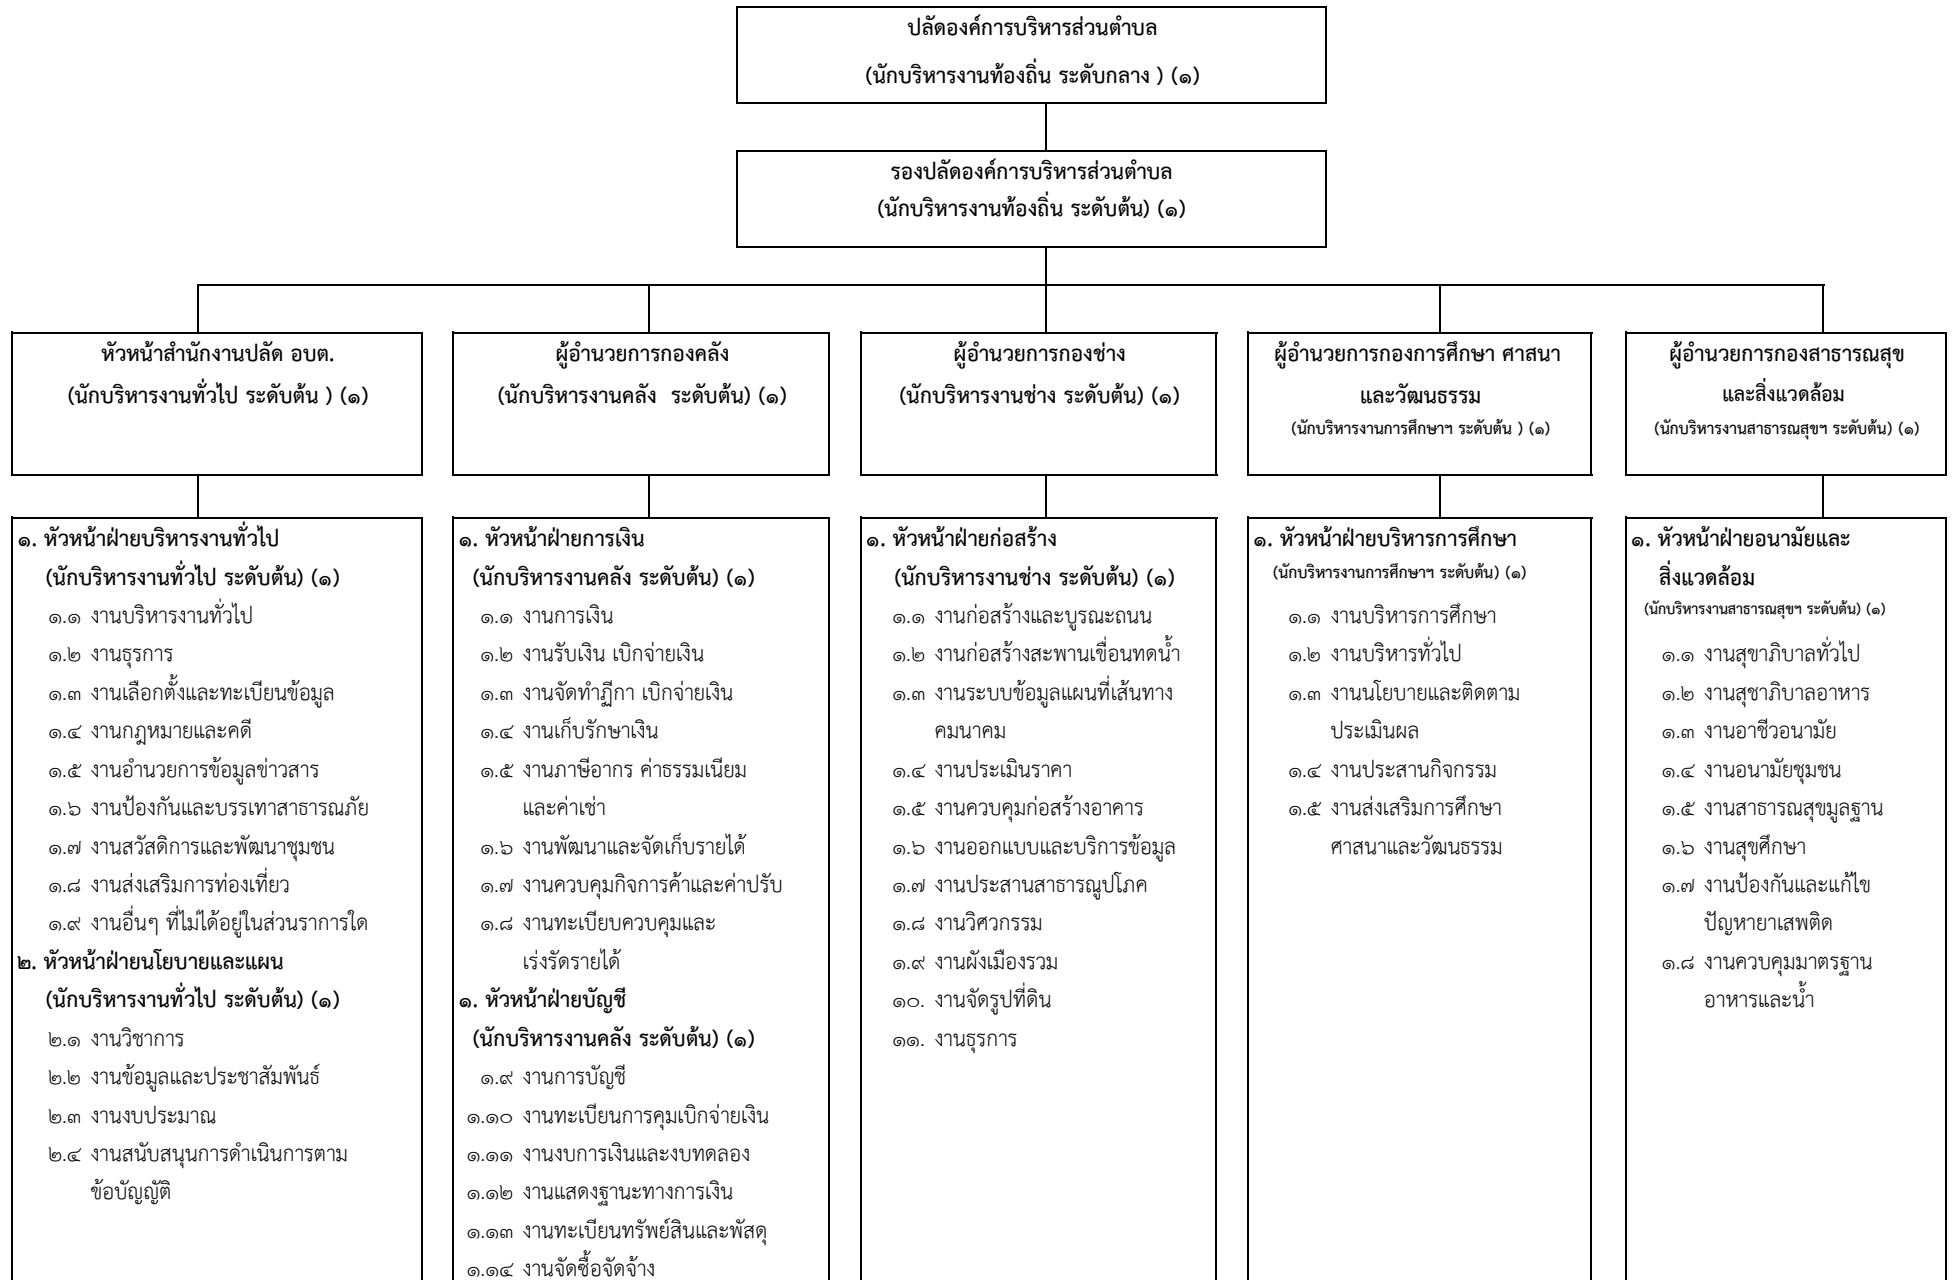 ปลัดองค์การบริหารส่วนตำบล
(นักบริหารงานท้องถิ่น ระดับกลาง ) (๑)
รองปลัดองค์การบริหารส่วนตำบล
(นักบริหารงานท้องถิ่น ระดับต้น) (๑)
หัวหน้าสำนักงานปลัด อบต.
(นักบริหารงานทั่วไป ระดับต้น ) (๑)
ผู้อำนวยการกองคลัง
(นักบริหารงานคลัง ระดับต้น) (๑)
ผู้อำนวยการกองช่าง
(นักบริหารงานช่าง ระดับต้น) (๑)
ผู้อำนวยการกองการศึกษา ศาสนา
และวัฒนธรรม
(นักบริหารงานการศึกษาฯ ระดับต้น ) (๑)
ผู้อำนวยการกองสาธารณสุข
และสิ่งแวดล้อม
(นักบริหารงานสาธารณสุขฯ ระดับต้น) (๑)
๑. หัวหน้าฝ่ายบริหารงานทั่วไป
(นักบริหารงานทั่วไป ระดับต้น) (๑)
๑.๑ งานบริหารงานทั่วไป
๑.๒ งานธุรการ
๑.๓ งานเลือกตั้งและทะเบียนข้อมูล
๑.๔ งานกฎหมายและคดี
๑.๕ งานอำนวยการข้อมูลข่าวสาร
๑.๖ งานป้องกันและบรรเทาสาธารณภัย
๑.๗ งานสวัสดิการและพัฒนาชุมชน
๑.๘ งานส่งเสริมการท่องเที่ยว
๑.๙ งานอื่นๆ ที่ไม่ได้อยู่ในส่วนราการใด
๒. หัวหน้าฝ่ายนโยบายและแผน
(นักบริหารงานทั่วไป ระดับต้น) (๑)
๒.๑ งานวิชาการ
๒.๒ งานข้อมูลและประชาสัมพันธ์
๒.๓ งานงบประมาณ
๒.๔ งานสนับสนุนการดำเนินการตาม
ข้อบัญญัติ
๑. หัวหน้าฝ่ายการเงิน
(นักบริหารงานคลัง ระดับต้น) (๑)
๑.๑ งานการเงิน
๑.๒ งานรับเงิน เบิกจ่ายเงิน
๑.๓ งานจัดทำฎีกา เบิกจ่ายเงิน
๑.๔ งานเก็บรักษาเงิน
๑.๕ งานภาษีอากร ค่าธรรมเนียม
และค่าเช่า
๑.๖ งานพัฒนาและจัดเก็บรายได้
๑.๗ งานควบคุมกิจการค้าและค่าปรับ
๑.๘ งานทะเบียบควบคุมและ
เร่งรัดรายได้
๑. หัวหน้าฝ่ายบัญชี
(นักบริหารงานคลัง ระดับต้น) (๑)
๑.๙ งานการบัญชี
๑.๑๐ งานทะเบียนการคุมเบิกจ่ายเงิน
๑.๑๑ งานงบการเงินและงบทดลอง
๑.๑๒ งานแสดงฐานะทางการเงิน
๑.๑๓ งานทะเบียนทรัพย์สินและพัสดุ
๑.๑๔ งานจัดซื้อจัดจ้าง
๑. หัวหน้าฝ่ายก่อสร้าง
(นักบริหารงานช่าง ระดับต้น) (๑)
๑.๑ งานก่อสร้างและบูรณะถนน
๑.๒ งานก่อสร้างสะพานเขื่อนทดน้ำ
๑.๓ งานระบบข้อมูลแผนที่เส้นทาง
คมนาคม
๑.๔ งานประเมินราคา
๑.๕ งานควบคุมก่อสร้างอาคาร
๑.๖ งานออกแบบและบริการข้อมูล
๑.๗ งานประสานสาธารณูปโภค
๑.๘ งานวิศวกรรม
๑.๙ งานผังเมืองรวม
๑๐. งานจัดรูปที่ดิน
๑๑. งานธุรการ
๑. หัวหน้าฝ่ายบริหารการศึกษา
(นักบริหารงานการศึกษาฯ ระดับต้น) (๑)
๑.๑ งานบริหารการศึกษา
๑.๒ งานบริหารทั่วไป
๑.๓ งานนโยบายและติดตาม
ประเมินผล
๑.๔ งานประสานกิจกรรม
๑.๕ งานส่งเสริมการศึกษา
ศาสนาและวัฒนธรรม
๑. หัวหน้าฝ่ายอนามัยและ
สิ่งแวดล้อม
(นักบริหารงานสาธารณสุขฯ ระดับต้น) (๑)
๑.๑ งานสุขาภิบาลทั่วไป
๑.๒ งานสุชาภิบาลอาหาร
๑.๓ งานอาชีวอนามัย
๑.๔ งานอนามัยชุมชน
๑.๕ งานสาธารณสุขมูลฐาน
๑.๖ งานสุขศึกษา
๑.๗ งานป้องกันและแก้ไข
ปัญหายาเสพติด
๑.๘ งานควบคุมมาตรฐาน
อาหารและน้ำ